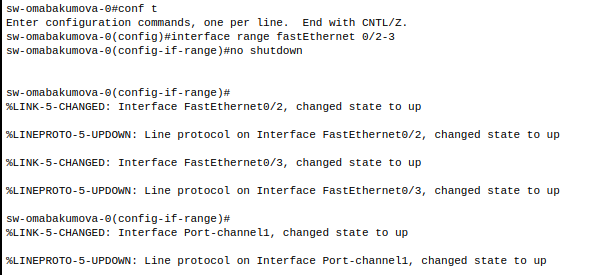 sw-omabakumova-0#conf t
Enter configuration commands, one per line.  End with CNTL/Z.
sw-omabakumova-0(config)#interface range fastEthernet 0/2-3
sw-omabakumova-0(config-if-range)#no shutdown
sw-omabakumova-0(config-if-range)#
%LINK-5-CHANGED: Interface FastEthernet0/2, changed state to up
%LINEPROTO-5-UPDOWN: Line protocol on Interface FastEthernet0/2, changed state to up
%LINK-5-CHANGED: Interface FastEthernet0/3, changed state to up
%LINEPROTO-5-UPDOWN: Line protocol on Interface FastEthernet0/3, changed state to up
sw-omabakumova-0(config-if-range)#
%LINK-5-CHANGED: Interface Port-channel1, changed state to up
%LINEPROTO-5-UPDOWN: Line protocol on Interface Port-channel1, changed state to up